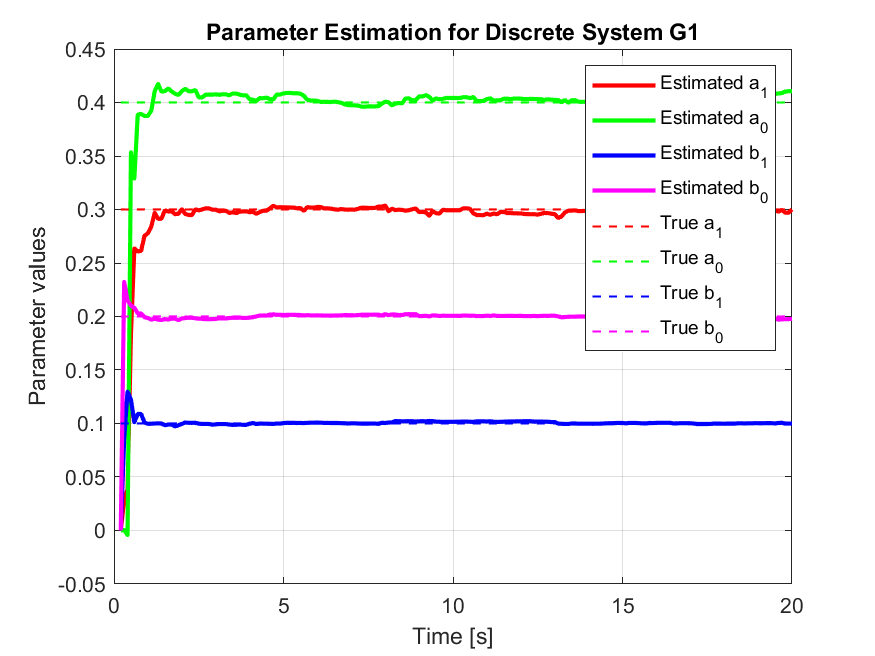 Parameter Estimation for Discrete System G1
0.45
0.4
0.35
0.3
0.25
0.2
0.15
0.1
0.05
0
-0.05
Parameter values
Estimated a1
Estimated a0
Estimated b1
Estimated b0
True a1
True a0
True b1
True b0
0 5 10 15 20
Time [s]